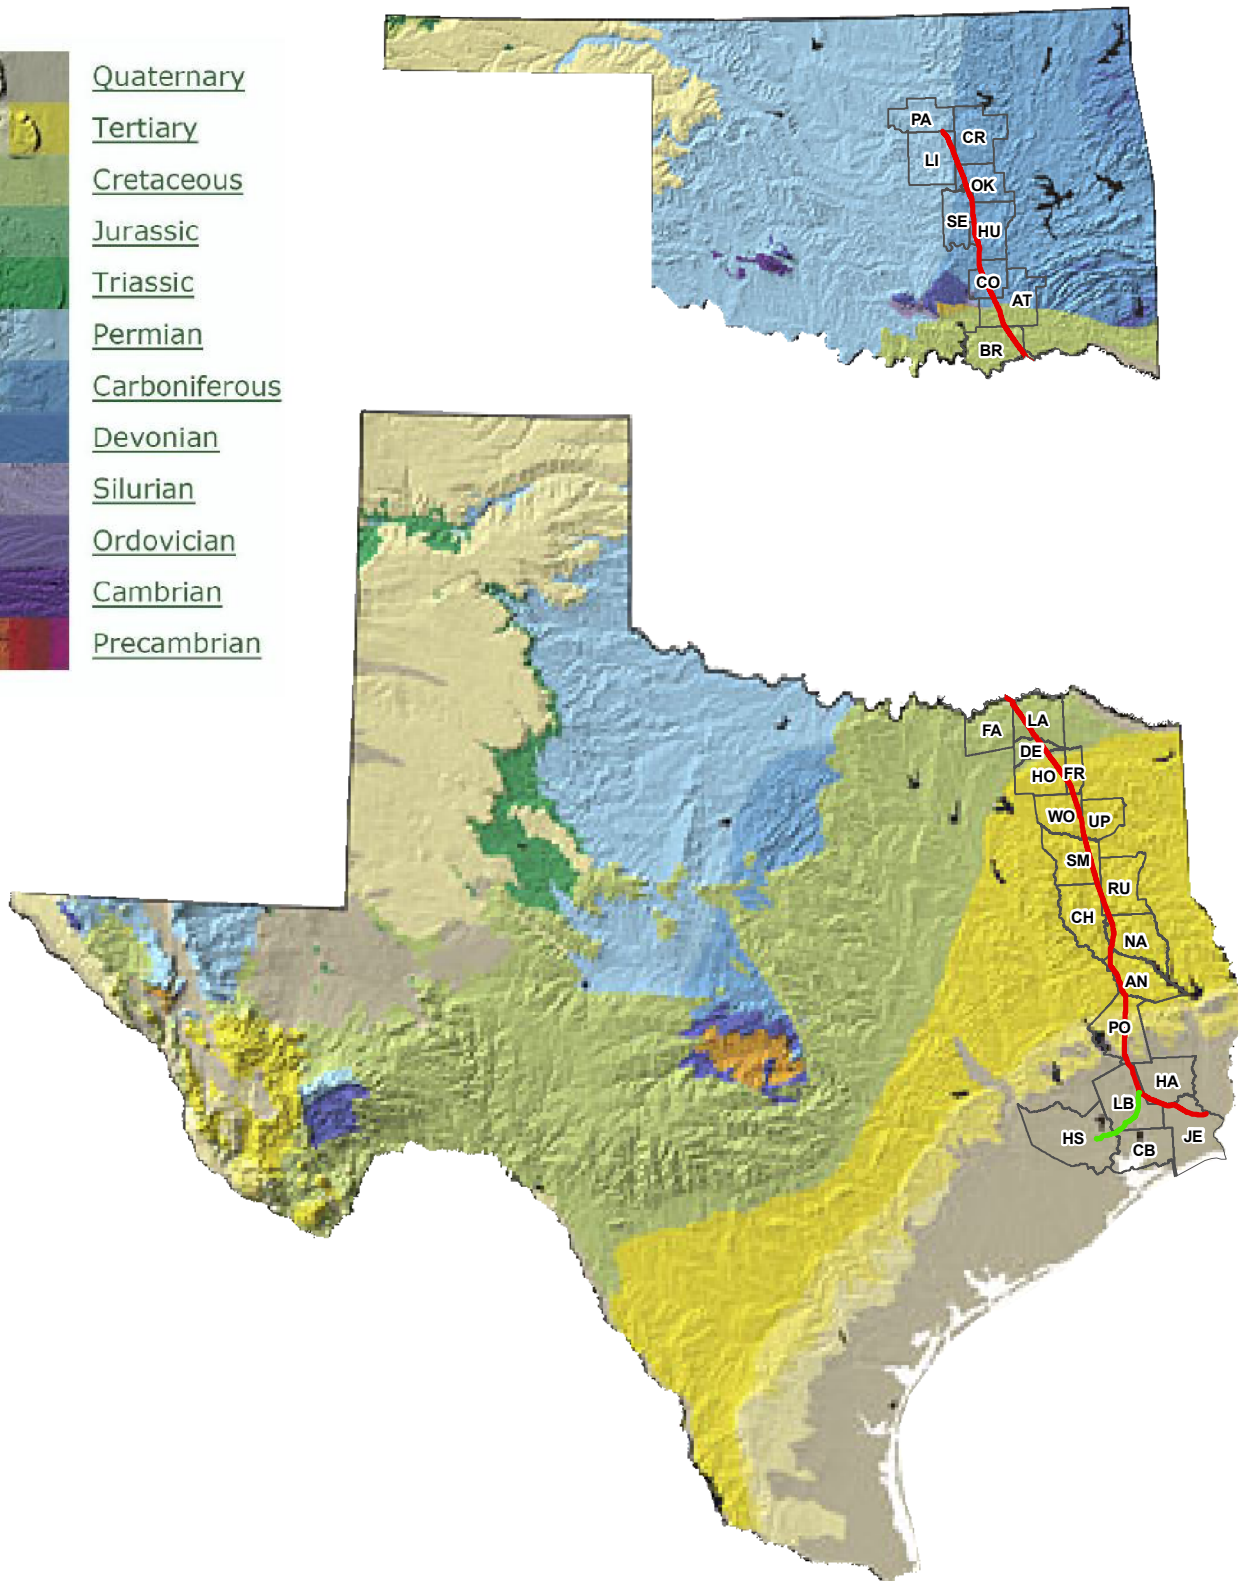 Quaternary
Tertiary
Cretaceous
Jurassic
Triassic
Permian
Carboniferous
Devonian
Silurian
Ordovician
Cambrian
Precambrian
PA
CR
LI
OK
SE
HU
CO
AT
BR
LA
FA
DE
HO
FR
WO
UP
SM
RU
CH
NA
AN
PO
HA
LB
HS
JE
CB